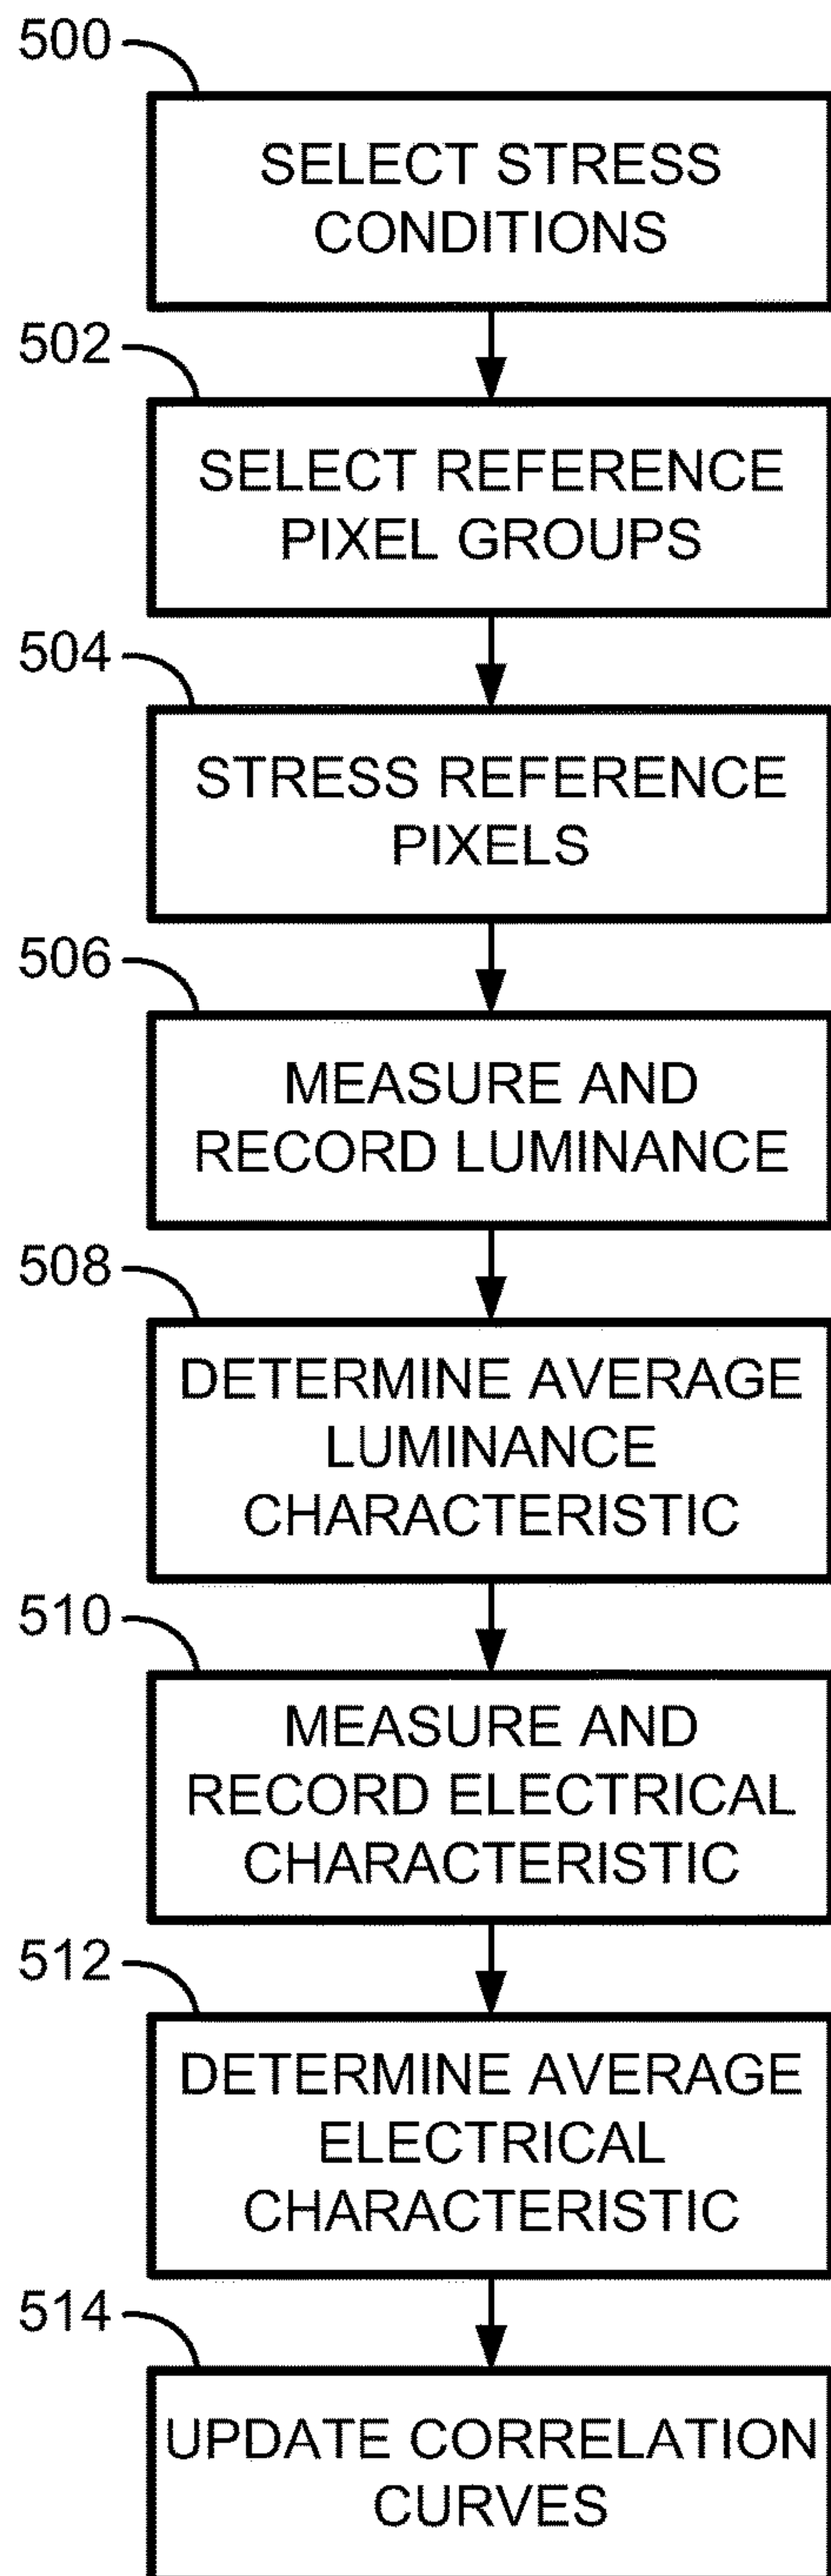 500
SELECT STRESS
CONDITIONS
502
SELECT REFERENCE
PIXEL GROUPS
504
STRESS REFERENCE
PIXELS
506
MEASURE AND
RECORD LUMINANCE
508
DETERMINE AVERAGE
LUMINANCE
CHARACTERISTIC
510
MEASURE AND
RECORD ELECTRICAL
CHARACTERISTIC
512
DETERMINE AVERAGE
ELECTRICAL
CHARACTERISTIC
514
UPDATE CORRELATION
CURVES